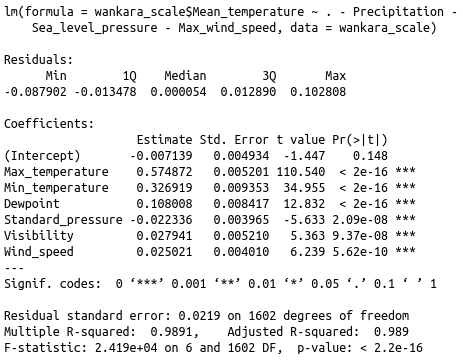 lm(formula = wankara_scale$Mean_temperature ~ . - Precipitation -
    Sea_level_pressure - Max_wind_speed, data = wankara_scale)

Residuals:
      Min        1Q    Median        3Q       Max
-0.087902 -0.013478  0.000054  0.012890  0.102808

Coefficients:
                   Estimate Std. Error t value Pr(>|t|)
(Intercept)       -0.007139   0.004934  -1.447    0.148
Max_temperature    0.574872   0.005201 110.540  < 2e-16 ***
Min_temperature    0.326919   0.009353  34.955  < 2e-16 ***
Dewpoint           0.108008   0.008417  12.832  < 2e-16 ***
Standard_pressure -0.022336   0.003965  -5.633 2.09e-08 ***
Visibility         0.027941   0.005210   5.363 9.37e-08 ***
Wind_speed         0.025021   0.004010   6.239 5.62e-10 ***
---
Signif. codes:  0 ‘***’ 0.001 ‘**’ 0.01 ‘*’ 0.05 ‘.’ 0.1 ‘ ’ 1

Residual standard error: 0.0219 on 1602 degrees of freedom
Multiple R-squared:  0.9891,    Adjusted R-squared:  0.989
F-statistic: 2.419e+04 on 6 and 1602 DF,  p-value: < 2.2e-16